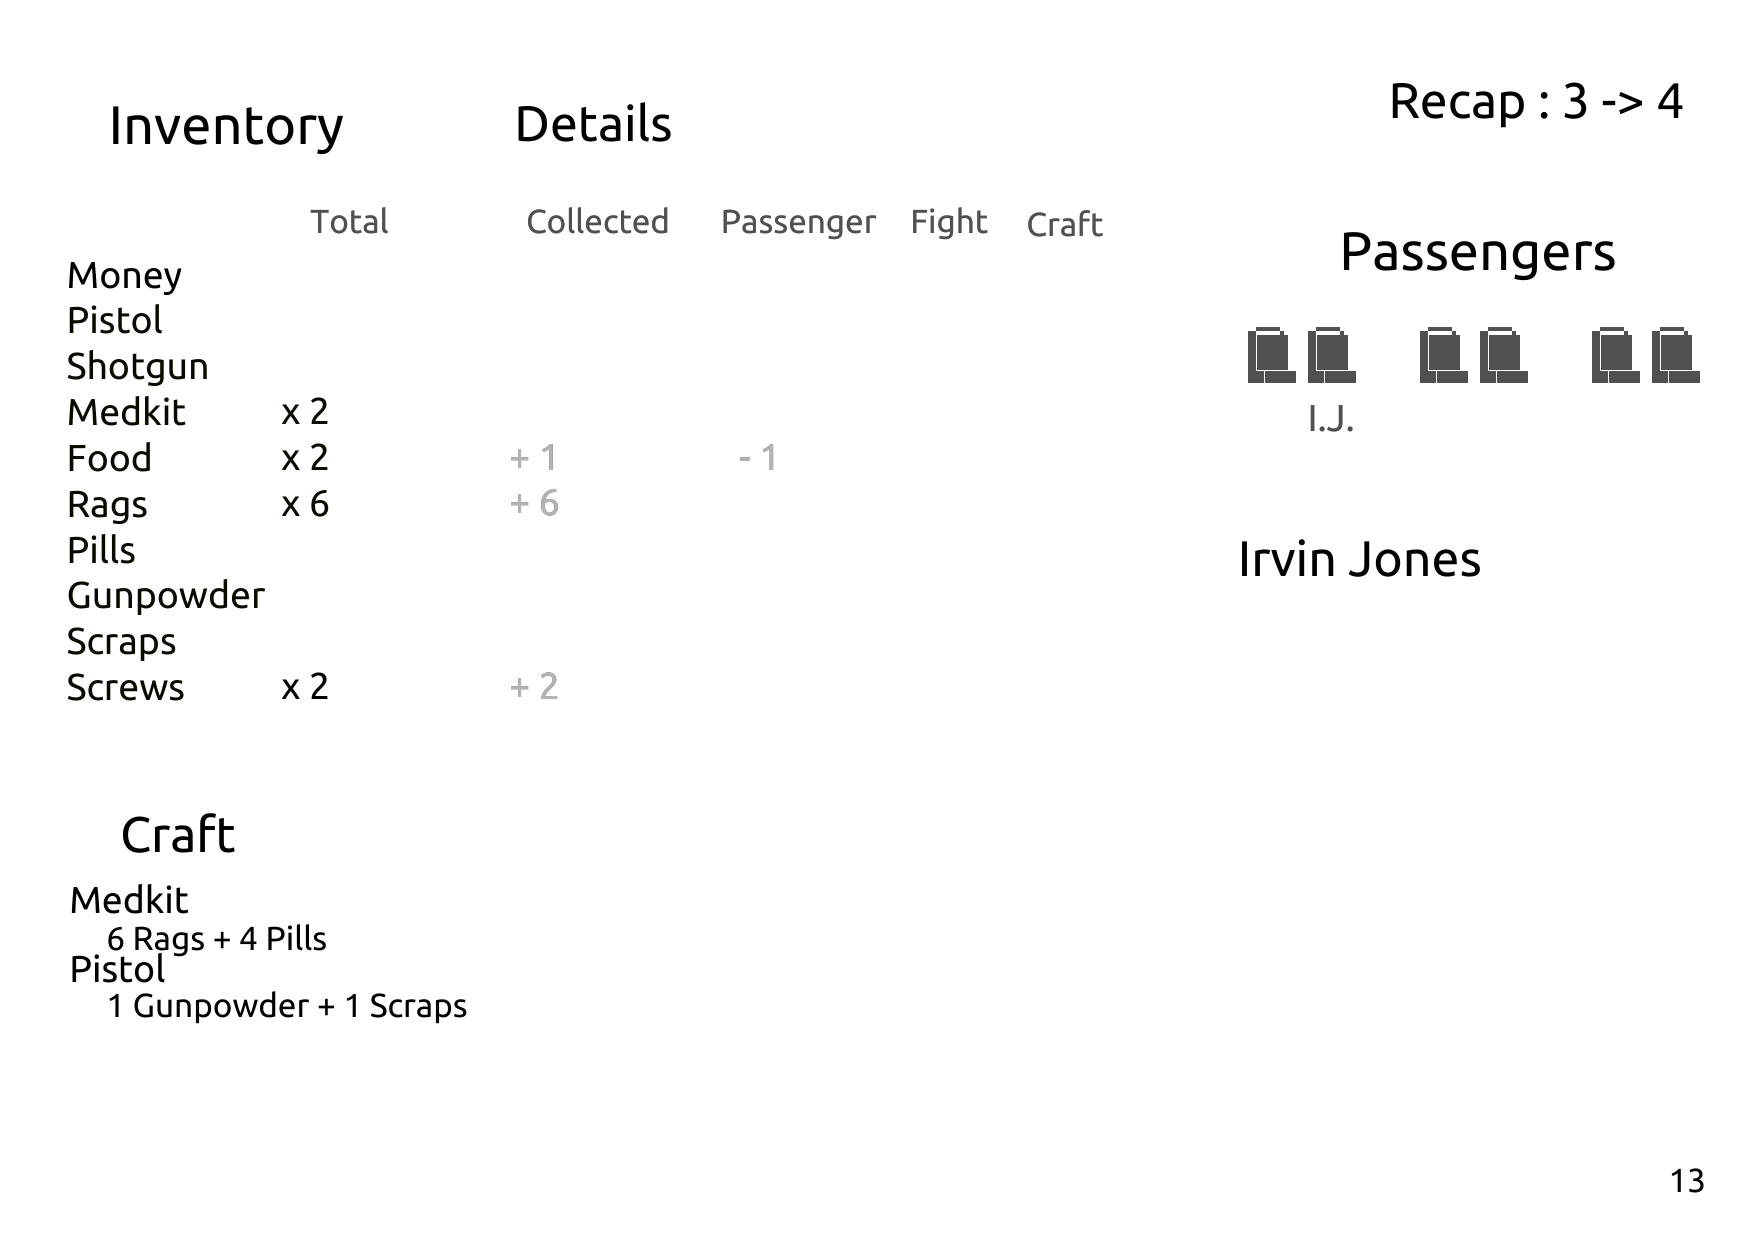 Recap : 3 -> 4
Inventory Details
Total Collected Passenger Fight Craft
Money
Pistol
Shotgun
Medkit x 2
Food x 2 + 1 - 1
Rags x 6 + 6
Pills
Gunpowder
Scraps
Screws x 2 + 2
Passengers
I.J.
Irvin Jones
Craft
Medkit
6 Rags + 4 Pills
Pistol
1 Gunpowder + 1 Scraps
13